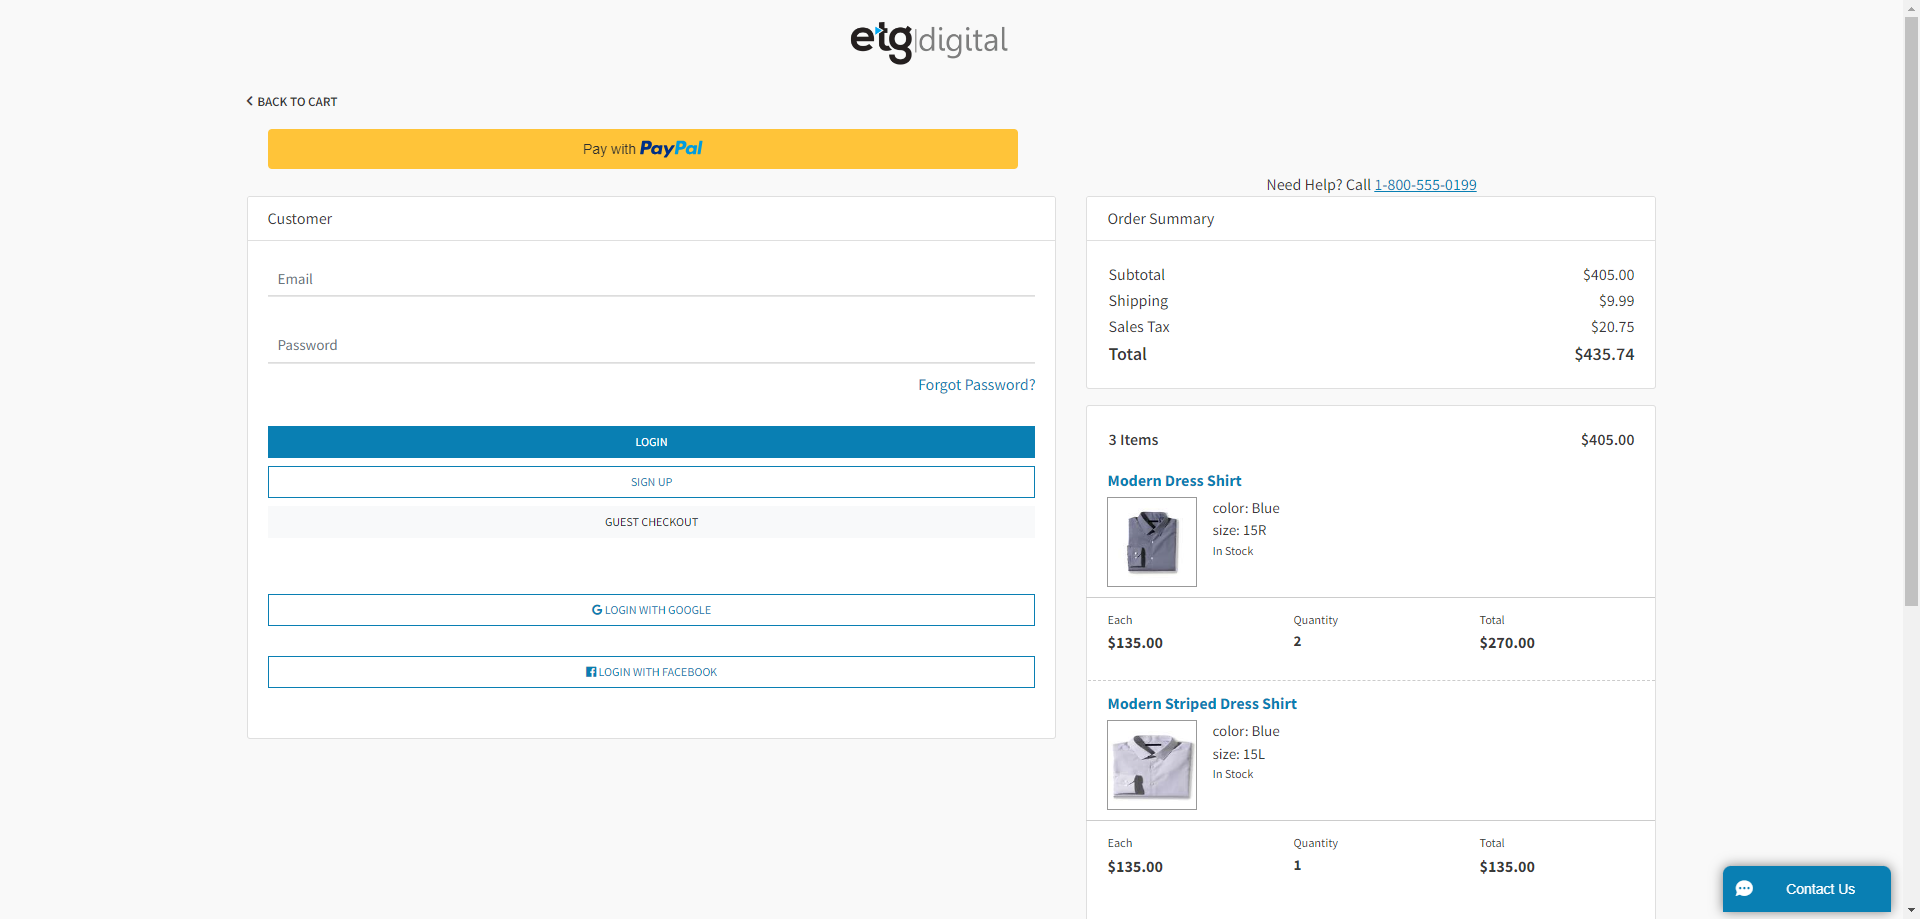 etg|digital
BACK TO CART
Pay with PayPal
Need Help? Call 1-800-555-0199
Customer
Email
Password
Forgot Password?
LOGIN
SIGN UP
GUEST CHECKOUT
LOGIN WITH GOOGLE
LOGIN WITH FACEBOOK
Order Summary
Subtotal $405.00
Shipping $9.99
Sales Tax $20.75
Total $435.74
3 Items $405.00
Modern Dress Shirt
color: Blue
size: 15R
In Stock
Each Quantity Total
$135.00 2 $270.00
Modern Striped Dress Shirt
color: Blue
size: 15L
In Stock
Each Quantity Total
$135.00 1 $135.00
Contact Us